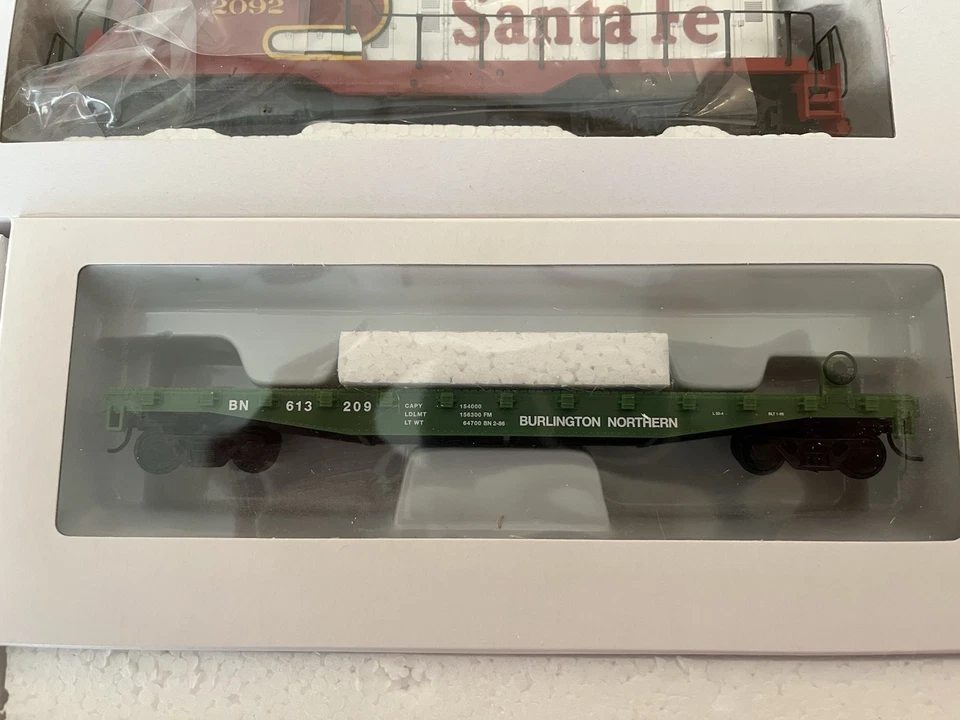 2092
Santa Fe
BN 613 209
CAPY 154000
LDLMT 156300 FM
LT WT 64700 BN 2-86
BURLINGTON NORTHERN